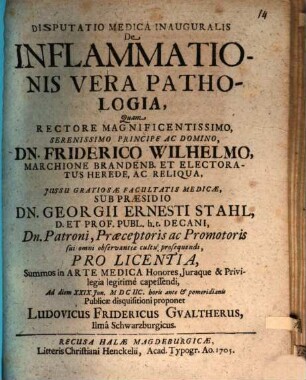 14
DISPUTATIO MEDICA INAUGURALIS
De
INFLAMMATIO-
NIS VERA PATHO-
LOGIA,
Quam
RECTORE MAGNIFICENTISSIMO,
SERENISSIMO PRINCIPE AC DOMINO,
DN. FRIDERICO WILHELMO,
MARCHIONE BRANDENB. ET ELECTORA-
TUS HEREDE, AC RELIQUA,
JUSSU GRATIOSÆ FACULTATIS MEDICÆ,
SUB PRÆSIDIO
DN. GEORGII ERNESTI STAHL,
D. ET PROF. PUBL. h.t. DECANI,
Dn. Patroni, Præceptoris ac Promotoris
sui omni observantiæ cultu prosequendi,
PRO LICENTIA,
Summos in ARTE MEDICA Honores, Juraque & Privi-
legia legitimè capessendi,
Ad diem XXIX Jun. MDCIIC. horis ante & pomeridianis
Publicæ disquisitioni proponet
LUDOVICUS FRIDERICUS GVALTHERUS,
Ilmâ Schwarzburgicus.
RECUSA HALÆ MAGDEBURGICÆ,
Litteris Christiani Henckelii, Acad. Typogr. Ao. 1705.